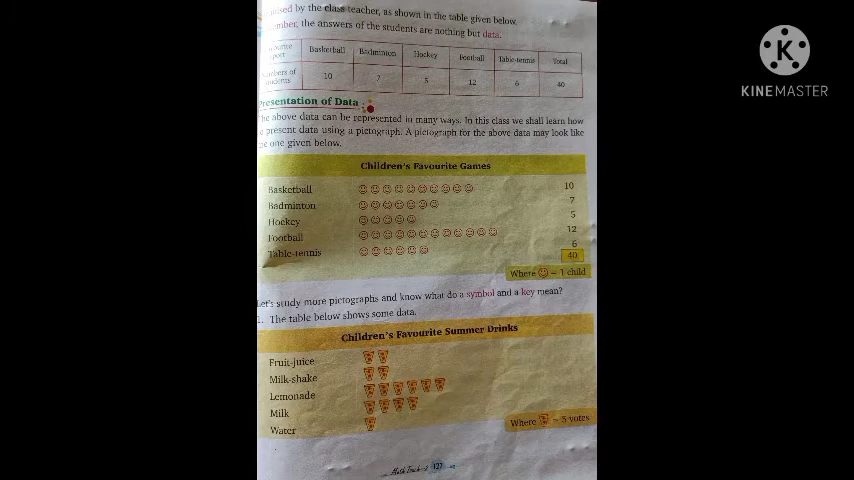 by the class teacher, as shown in the table given below.
the answers of the students are nothing but data.
Basketball Badminton Hockey Football Table-tennis Total
10 7 5 12 6 40
Presentation of Data
The above data can be represented in many ways. In this class we shall learn how
present data using a pictograph. A pictograph for the above data may look like
one given below.
Children's Favourite Games
Basketball 10
Badminton 7
Hockey 5
Football 12
Table-tennis 6
40
Where = 1 child
Let's study more pictographs and know what do a symbol and a key mean?
1. The table below shows some data.
Children's Favourite Summer Drinks
Fruit-juice
Milk-shake
Lemonade
Milk
Water
Where = 5 votes
127
K
KINEMASTER